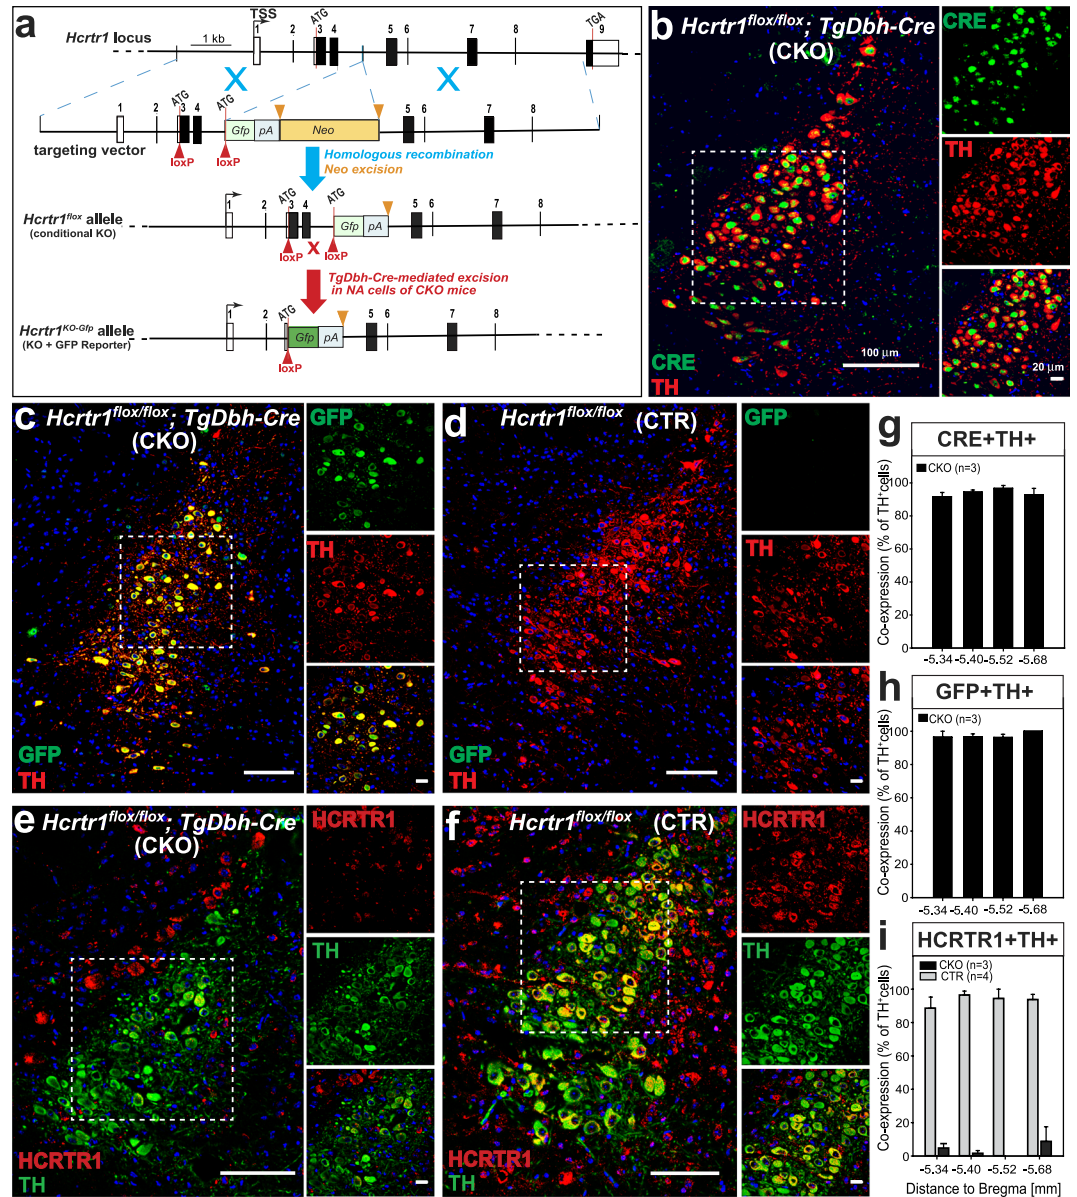 a
TSS
ATG
TGA
Hcrtr1 locus
1 kb
1 2 3 4 5 6 7 8 9
ATG ATG
1 2 3 4 5 6 7 8
Gfp pA Neo
targeting vector
loxP loxP
Homologous recombination
Neo excision
ATG ATG
1 2 3 4 5 6 7 8
Hcrtr1flox allele
(conditional KO)
Gfp pA
loxP X loxP
TgDbh-Cre-mediated excision
in NA cells of CKO mice
ATG
1 2 5 6 7 8
Hcrtr1KO-Gfp allele
(KO + GFP Reporter)
Gfp pA
loxP
b Hcrtr1flox/flox; TgDbh-Cre
(CKO)
CRE
TH
100 µm
CRE
TH
20 µm
c Hcrtr1flox/flox; TgDbh-Cre
(CKO)
GFP
TH
GFP
TH
d Hcrtr1flox/flox (CTR)
GFP
TH
GFP
TH
e Hcrtr1flox/flox; TgDbh-Cre
(CKO)
HCRTR1
TH
HCRTR1
TH
f Hcrtr1flox/flox (CTR)
HCRTR1
TH
HCRTR1
TH
g
CRE+TH+
CKO (n=3)
Co-expression (% of TH+cells)
100
80
60
40
20
0
-5.34 -5.40 -5.52 -5.68
h
GFP+TH+
CKO (n=3)
Co-expression (% of TH+cells)
100
80
60
40
20
0
-5.34 -5.40 -5.52 -5.68
i
HCRTR1+TH+
CKO (n=3)
CTR (n=4)
Co-expression (% of TH+cells)
100
80
60
40
20
0
-5.34 -5.40 -5.52 -5.68
Distance to Bregma [mm]